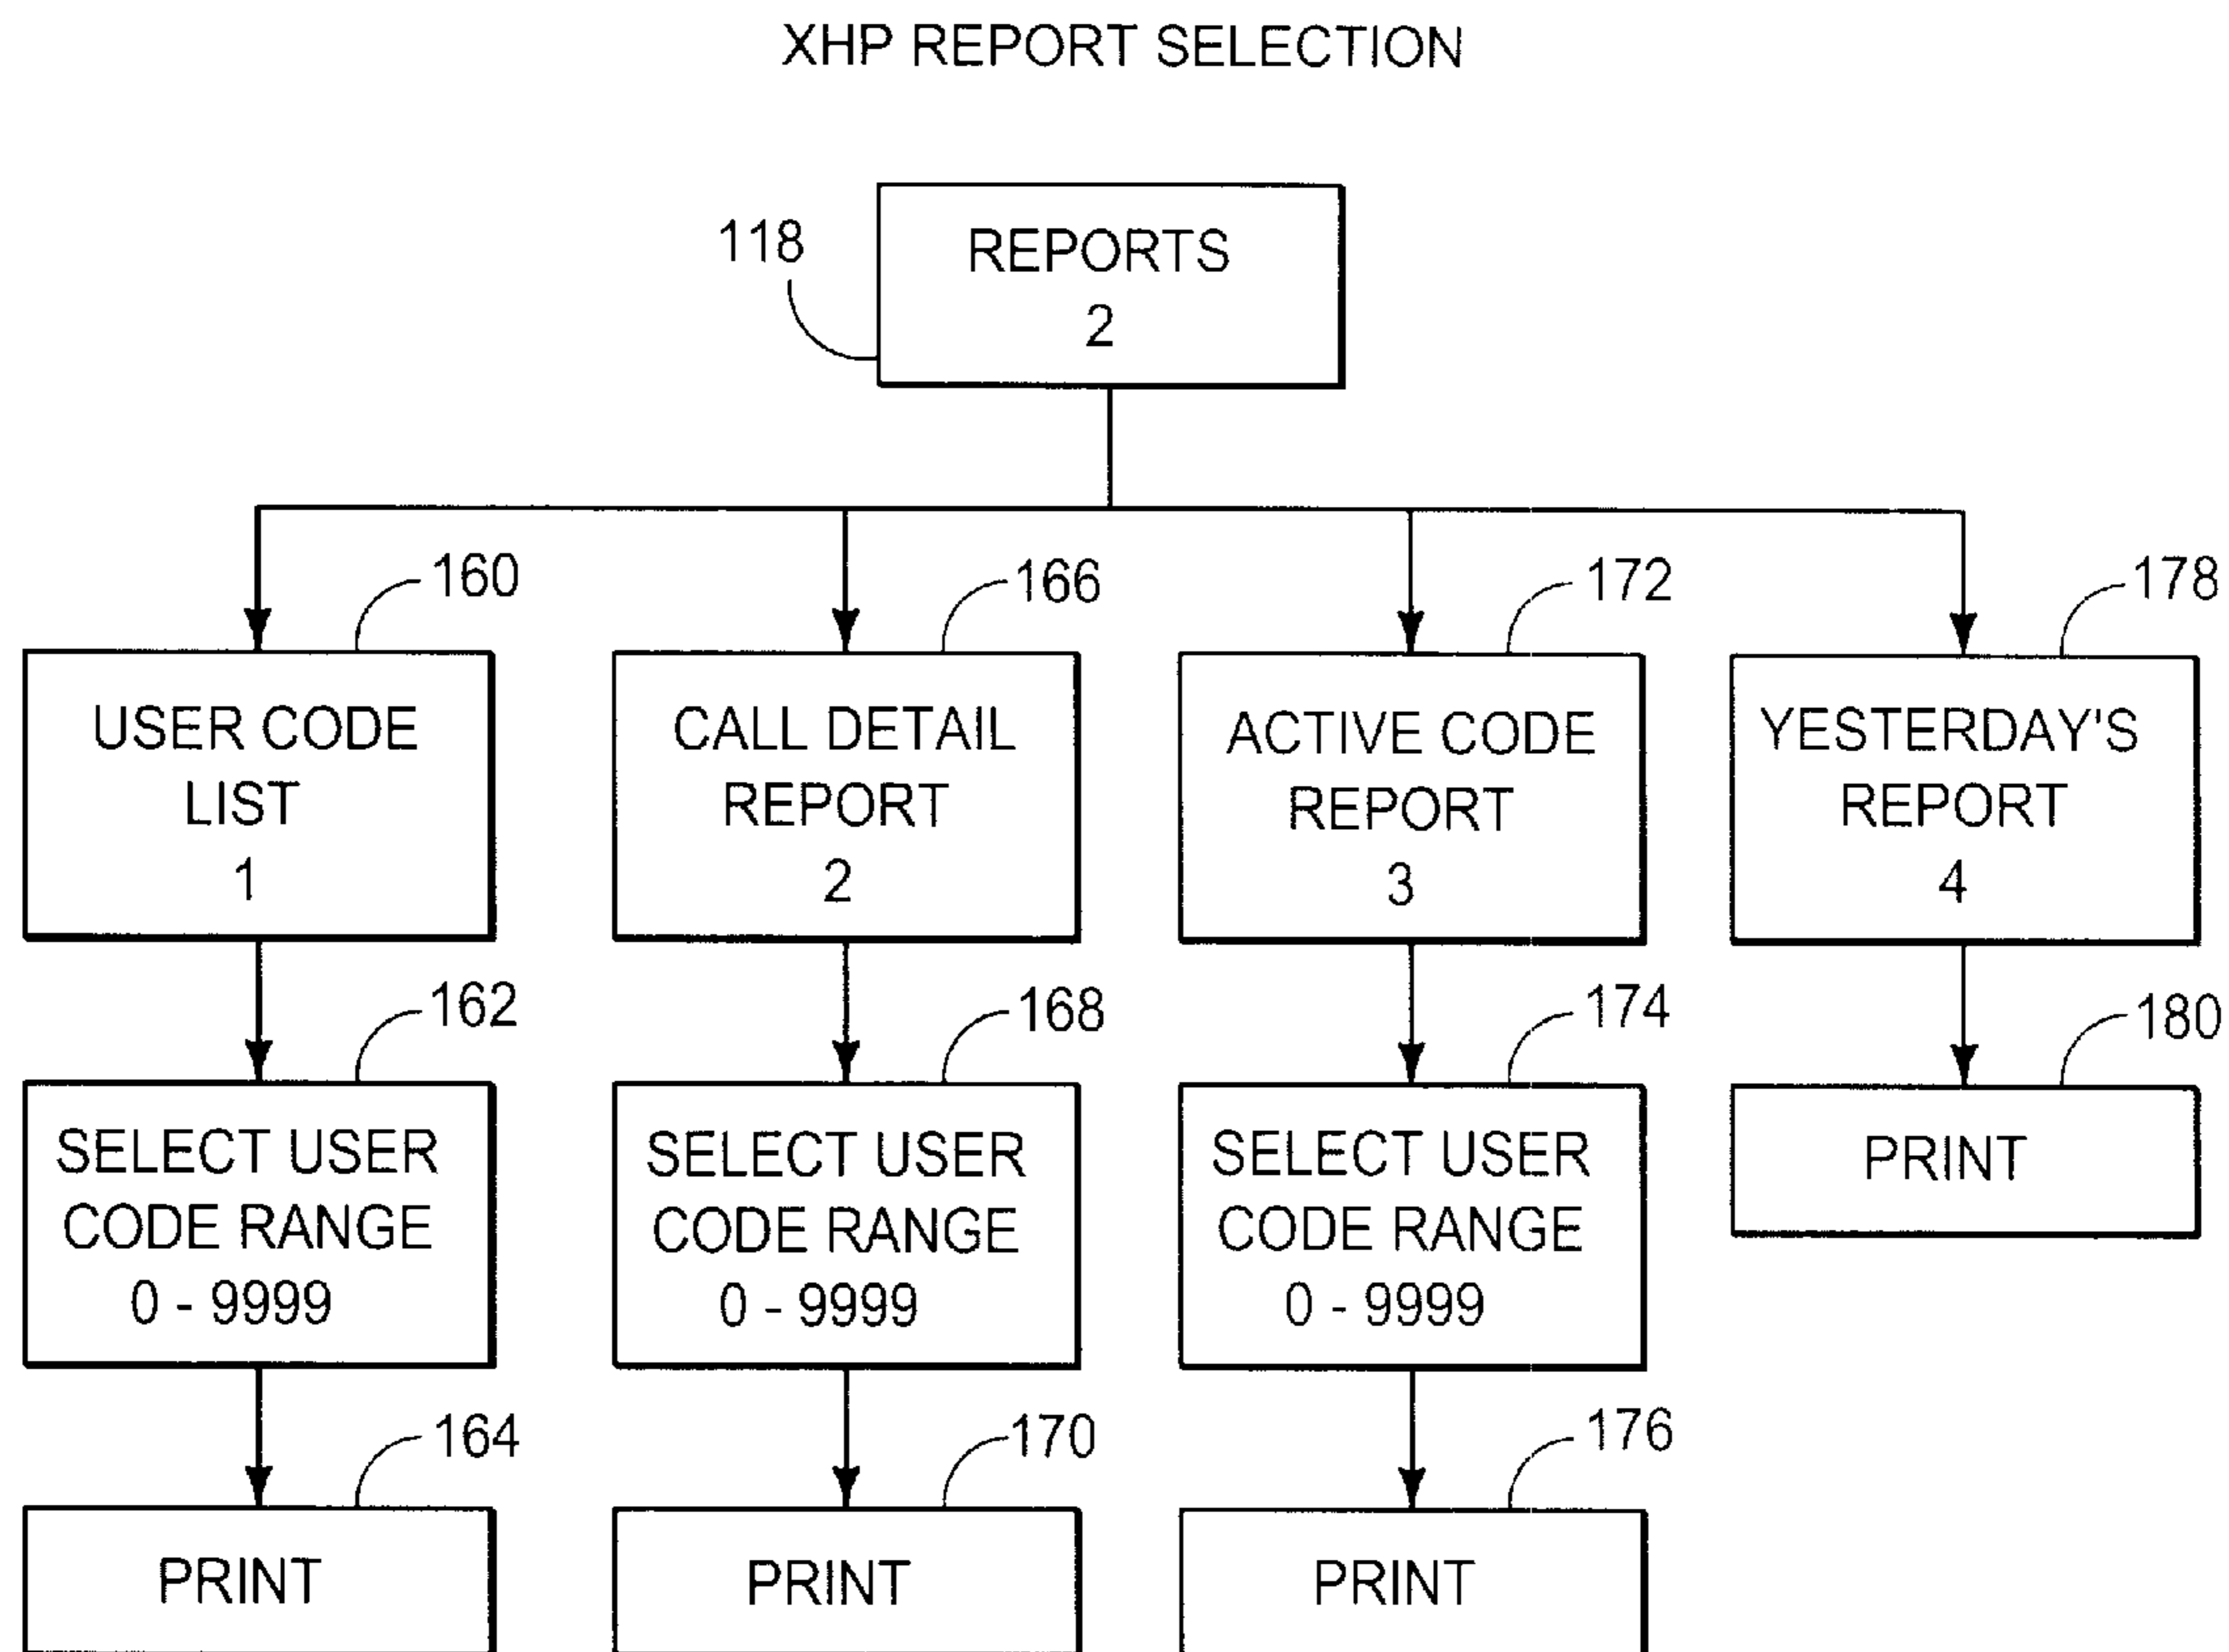 XHP REPORT SELECTION
118
REPORTS
2
160
166
172
178
USER CODE
LIST
1
CALL DETAIL
REPORT
2
ACTIVE CODE
REPORT
3
YESTERDAY'S
REPORT
4
162
168
174
180
SELECT USER
CODE RANGE
0 - 9999
SELECT USER
CODE RANGE
0 - 9999
SELECT USER
CODE RANGE
0 - 9999
PRINT
164
170
176
PRINT
PRINT
PRINT